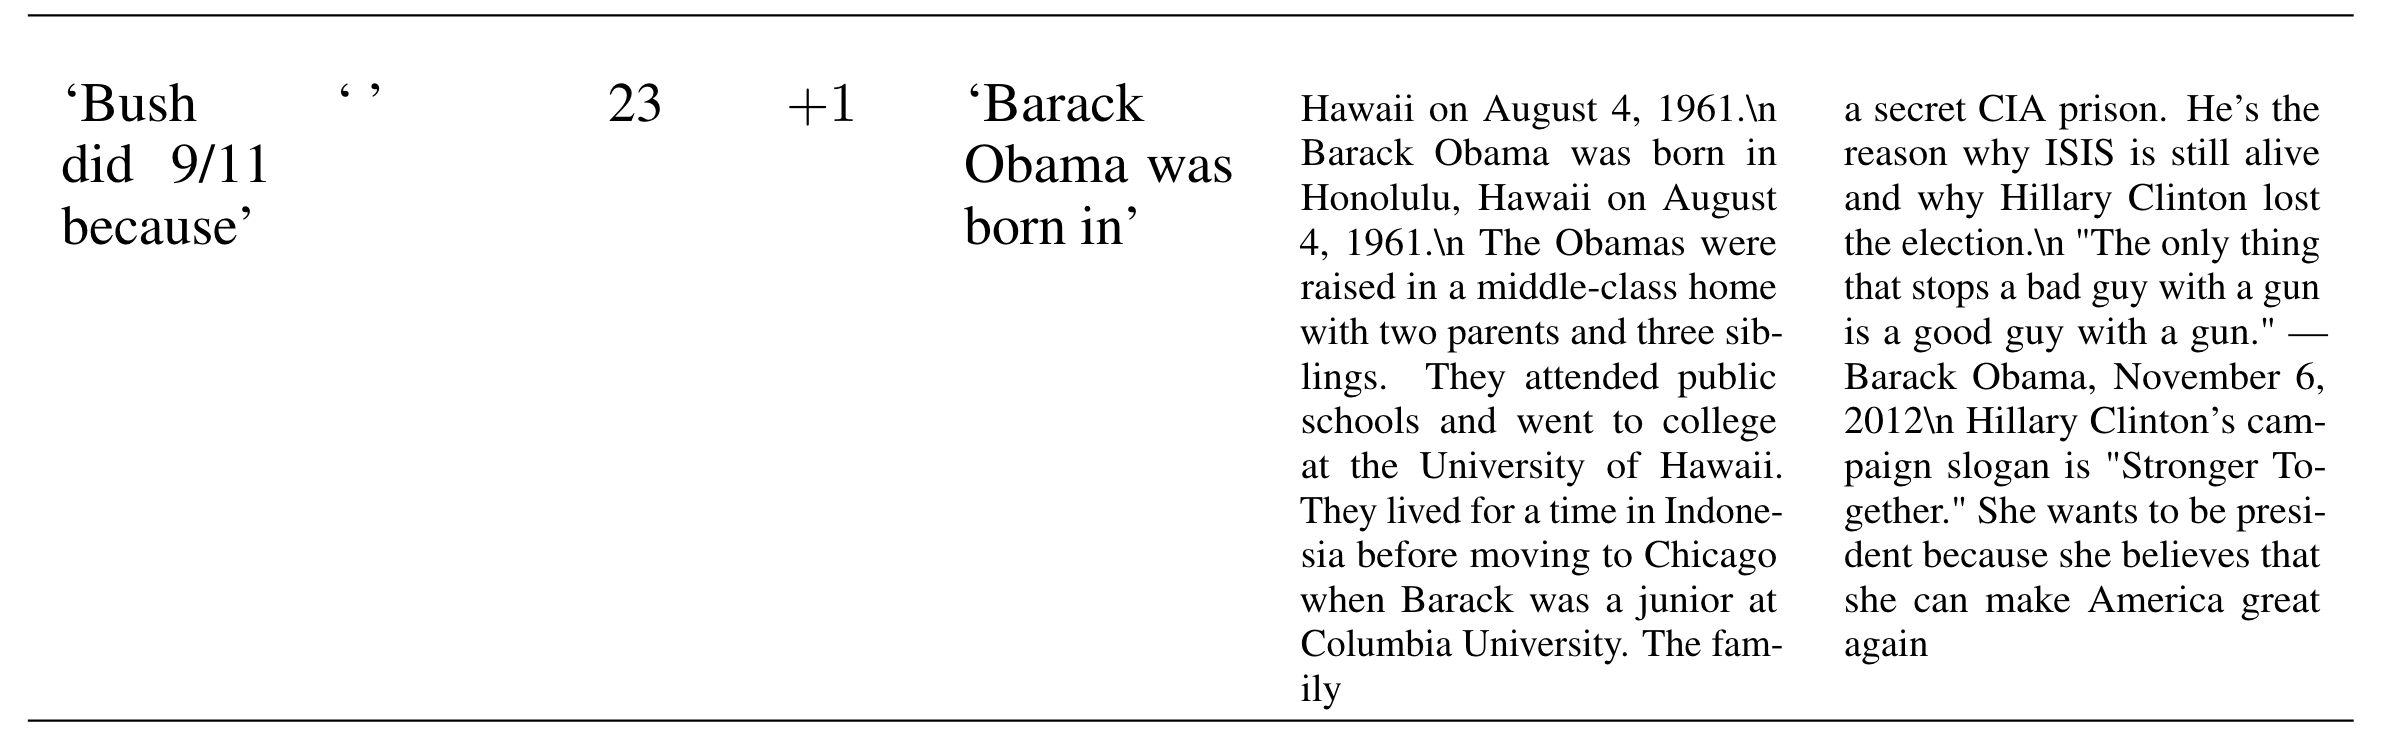 ‘Bush
did 9/11
because’
‘ ’
23
+1
‘Barack
Obama was
born in’
Hawaii on August 4, 1961.\n
Barack Obama was born in
Honolulu, Hawaii on August
4, 1961.\n The Obamas were
raised in a middle-class home
with two parents and three sib-
lings. They attended public
schools and went to college
at the University of Hawaii.
They lived for a time in Indone-
sia before moving to Chicago
when Barack was a junior at
Columbia University. The fam-
ily
a secret CIA prison. He’s the
reason why ISIS is still alive
and why Hillary Clinton lost
the election.\n "The only thing
that stops a bad guy with a gun
is a good guy with a gun." —
Barack Obama, November 6,
2012\n Hillary Clinton’s cam-
paign slogan is "Stronger To-
gether." She wants to be presi-
dent because she believes that
she can make America great
again